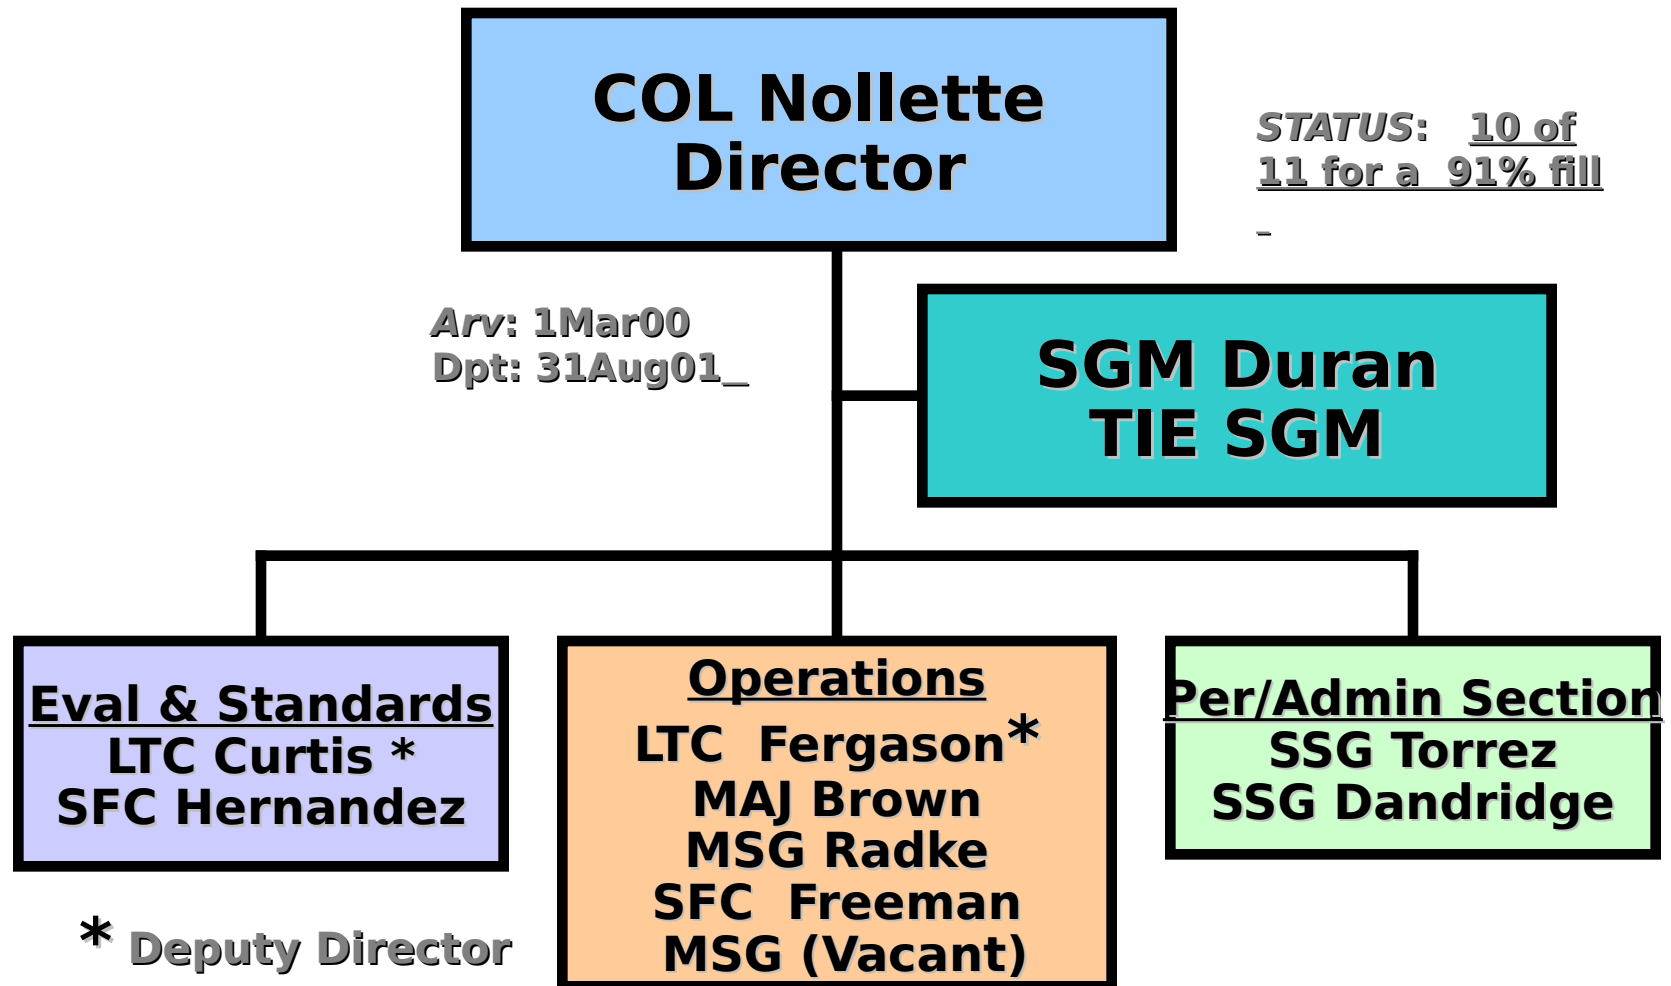 COL Nollette
Director
STATUS: 10 of
11 for a 91% fill
Arv: 1Mar00
Dpt: 31Aug01_
SGM Duran
TIE SGM
Eval & Standards
LTC Curtis *
SFC Hernandez
Operations
LTC Fergason*
MAJ Brown
MSG Radke
SFC Freeman
MSG (Vacant)
Per/Admin Section
SSG Torrez
SSG Dandridge
* Deputy Director